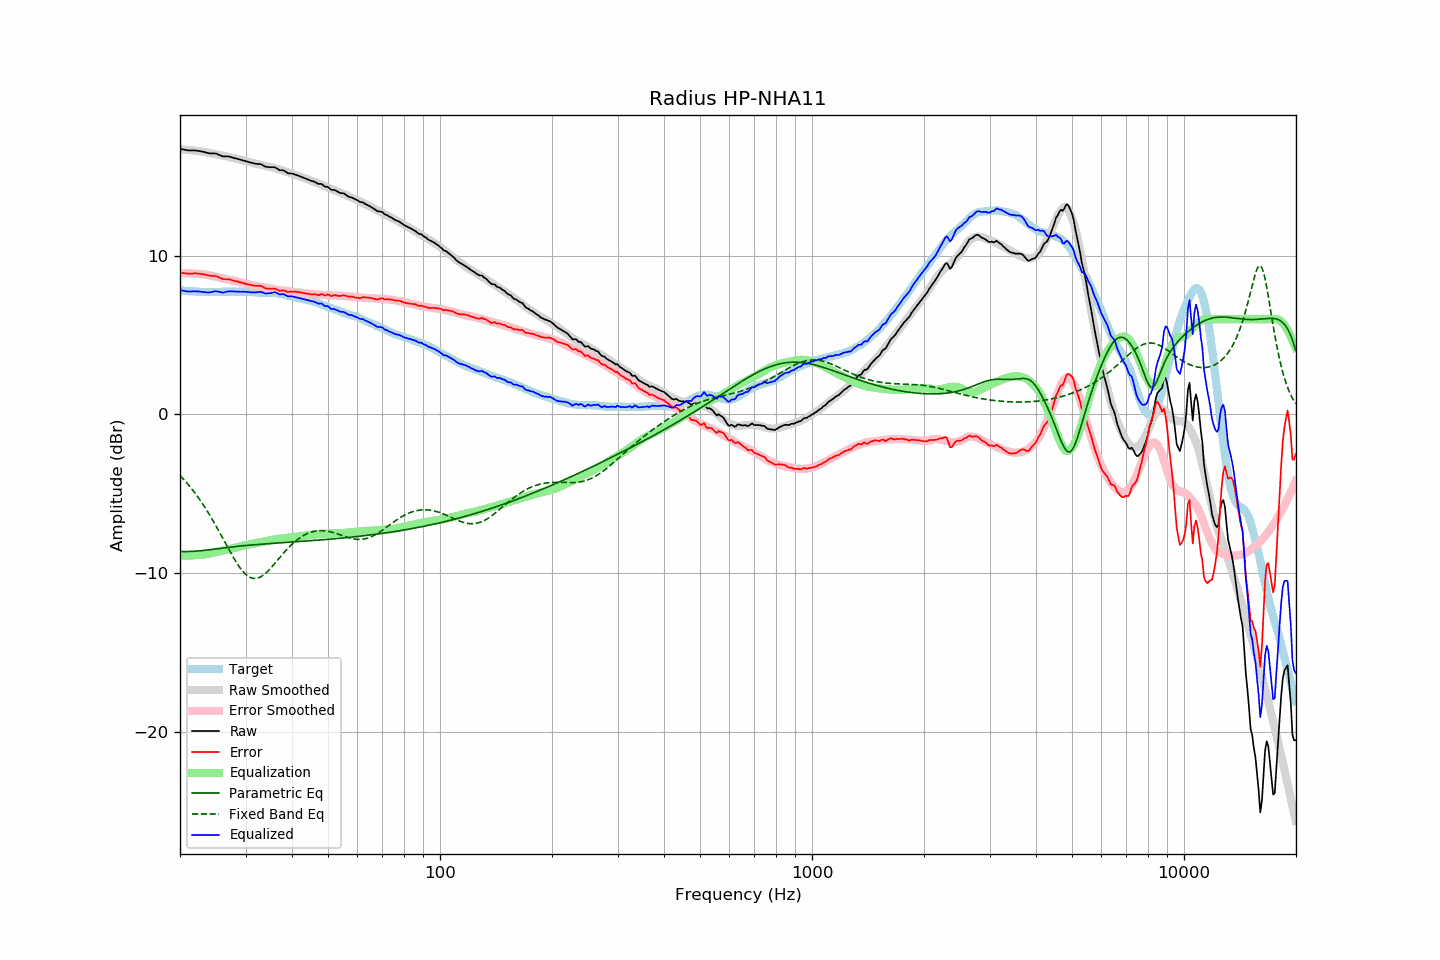 Radius HP-NHA11
Amplitude (dBr)
10
0
−10
−20
Target
Raw Smoothed
Error Smoothed
Raw
Error
Equalization
Parametric Eq
Fixed Band Eq
Equalized
100
1000
10000
Frequency (Hz)